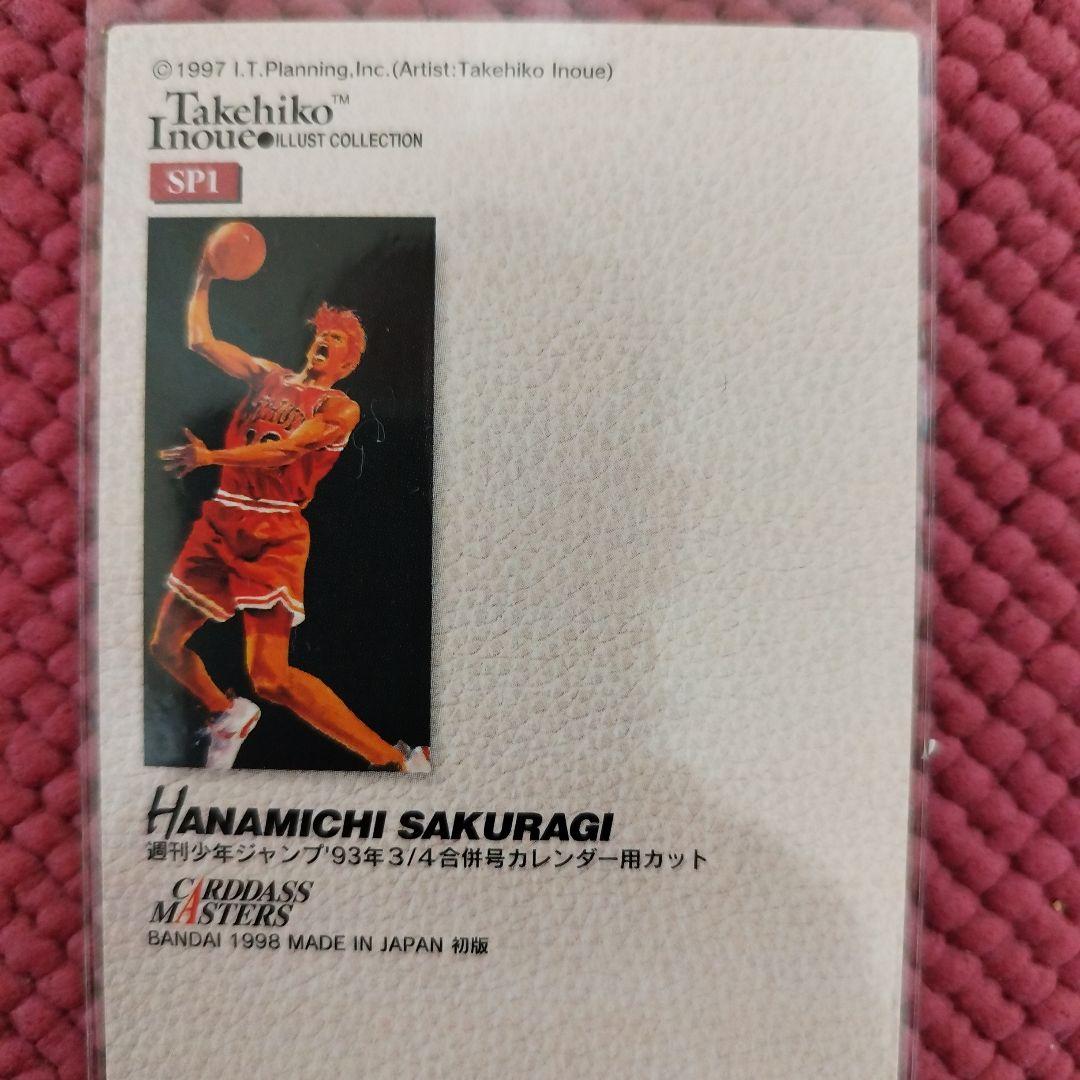 ©1997 I.T.Planning,Inc.(Artist:Takehiko Inoue)
Takehiko™
Inoue●ILLUST COLLECTION
SP1
HANAMICHI SAKURAGI
週刊少年ジャンプ'93年3/4合併号カレンダー用カット
CARDDASS
MASTERS
BANDAI 1998 MADE IN JAPAN 初版